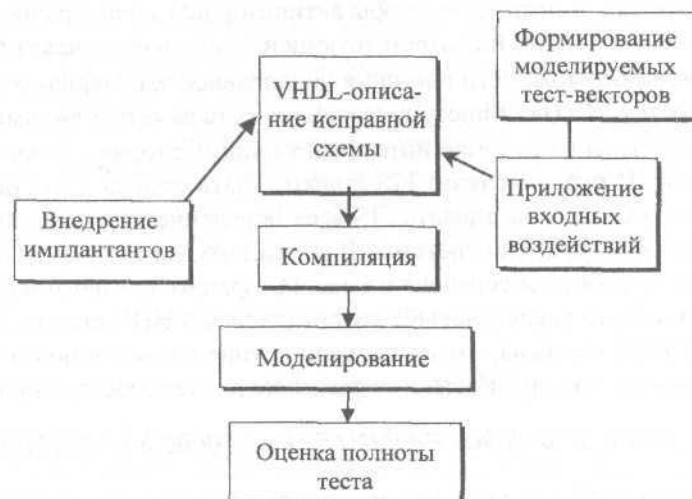 Формирование
моделируемых
тест-векторов
VHDL-описа-
ние исправной
схемы
Внедрение
имплантантов
Приложение
входных
воздействий
Компиляция
Моделирование
Оценка полноты
теста